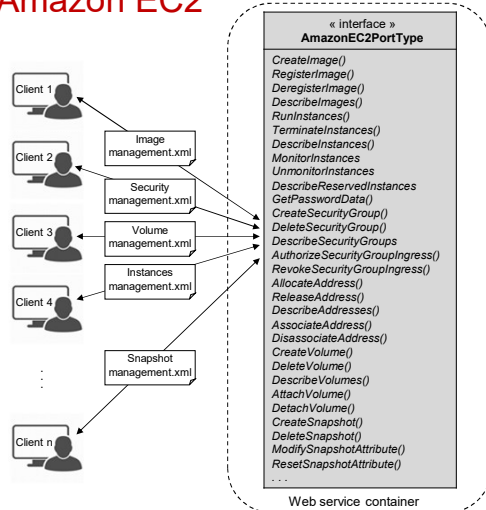 Amazon EC2
« interface »
AmazonEC2PortType
CreateImage()
RegisterImage()
DeregisterImage()
DescribeImages()
RunInstances()
TerminateInstances()
DescribeInstances()
MonitorInstances
UnmonitorInstances
DescribeReservedInstances
GetPasswordData()
CreateSecurityGroup()
DeleteSecurityGroup()
DescribeSecurityGroups
AuthorizeSecurityGroupIngress()
RevokeSecurityGroupIngress()
AllocateAddress()
ReleaseAddress()
DescribeAddresses()
AssociateAddress()
DisassociateAddress()
CreateVolume()
DeleteVolume()
DescribeVolumes()
AttachVolume()
DetachVolume()
CreateSnapshot()
DeleteSnapshot()
ModifySnapshotAttribute()
ResetSnapshotAttribute()
. . .
Web service container
Client 1
Client 2
Client 3
Client 4
.
.
.
Client n
Image
management.xml
Security
management.xml
Volume
management.xml
Instances
management.xml
Snapshot
management.xml